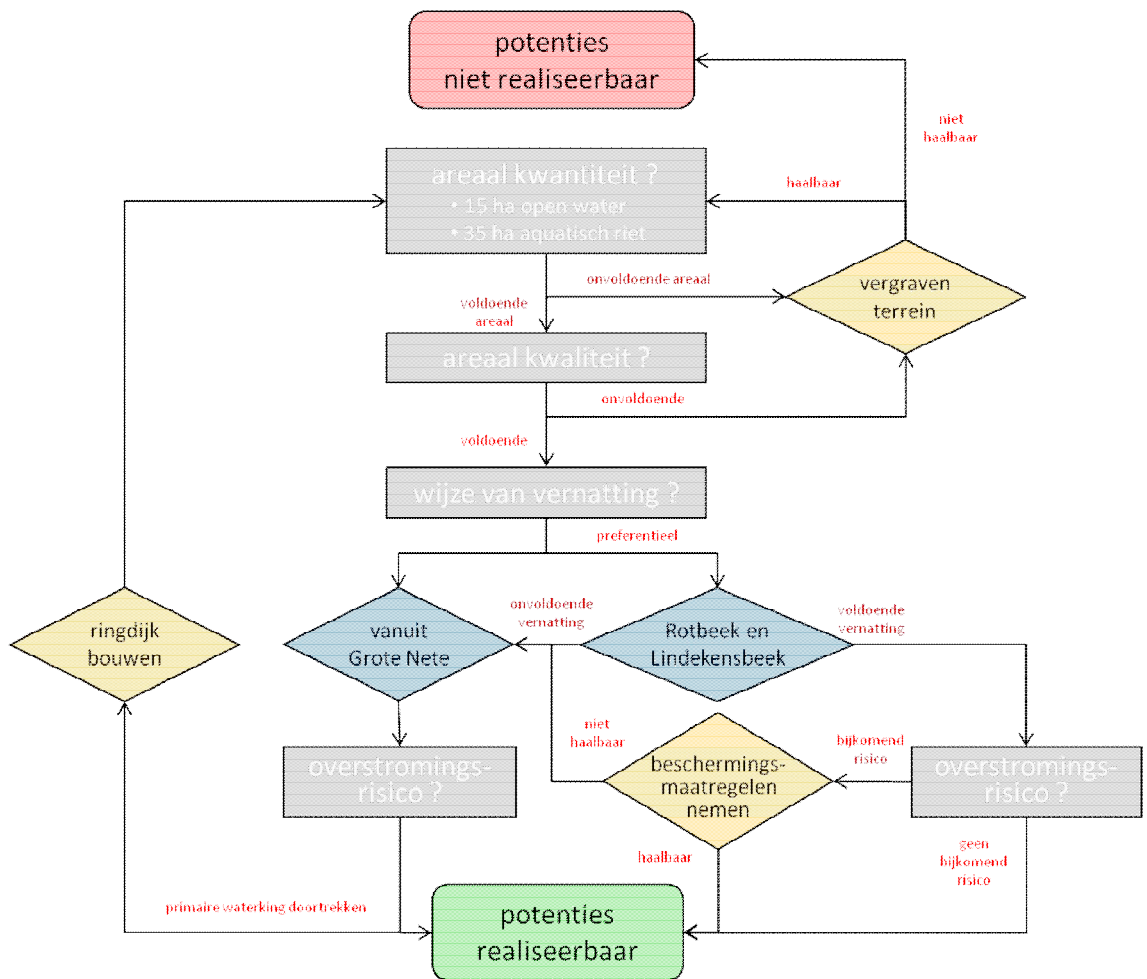 potenties
niet realiseerbaar
niet
haalbaar
areaal kwantiteit ?
• 15 ha open water
• 35 ha aquatisch riet
haalbaar
vergraven
terrein
onvoldoende areaal
voldoende
areaal
areaal kwaliteit ?
onvoldoende
voldoende
wijze van vernatting ?
preferentieel
ringdijk
bouwen
vanuit
Grote Nete
onvoldoende
vernatting
Rotbeek en
Lindekensbeek
voldoende
vernatting
niet
haalbaar
beschermings-
maatregelen
nemen
bijkomend
risico
overstromings-
risico ?
overstromings-
risico ?
haalbaar
geen
bijkomend
risico
primaire waterking doortrekken
potenties
realiseerbaar